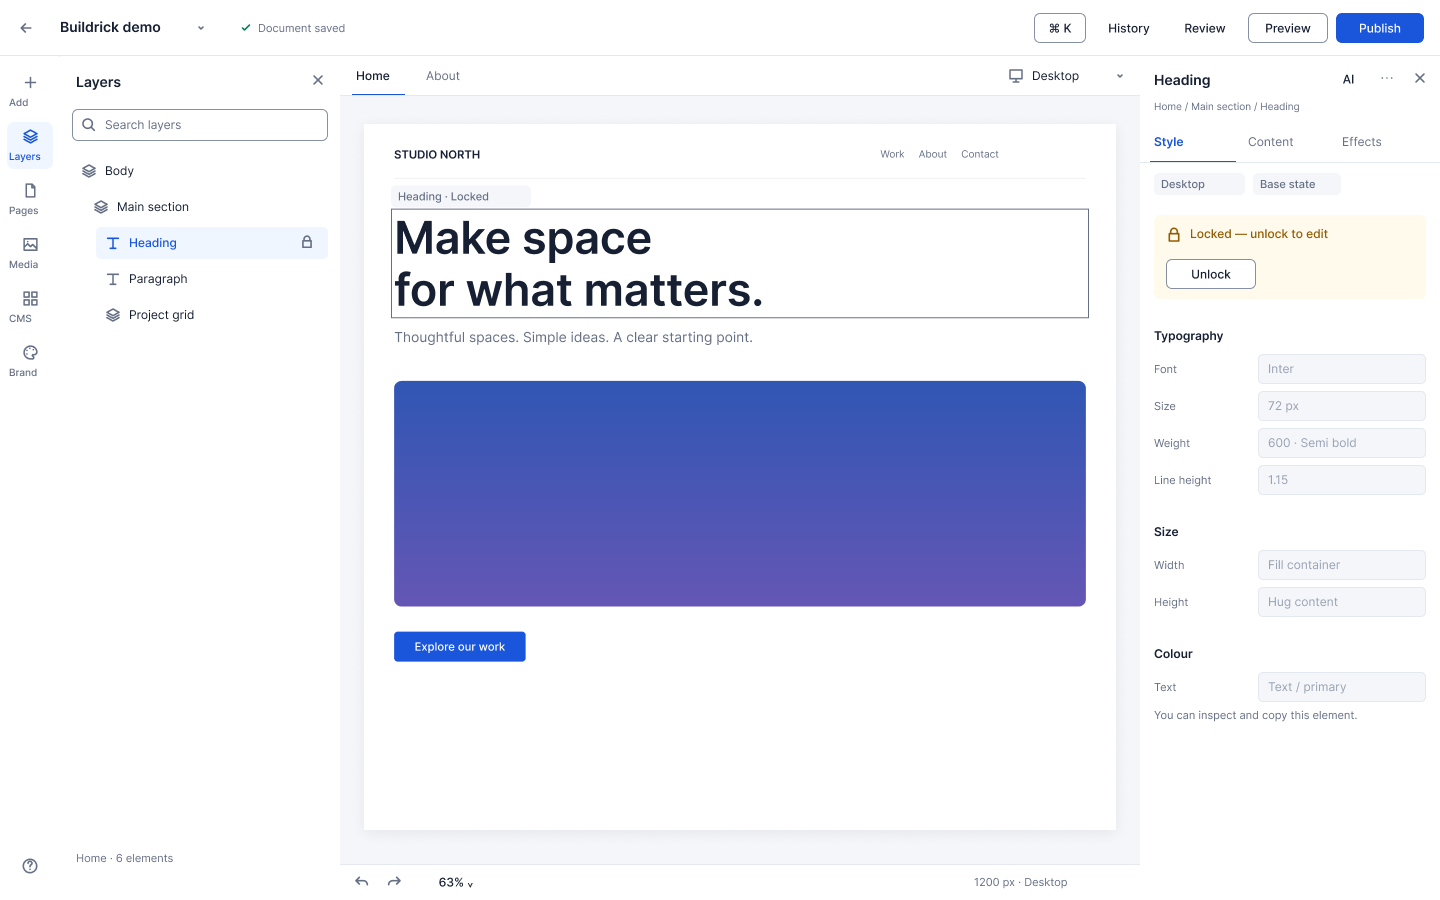 Buildrick demo
Document saved
⌘ K
History
Review
Preview
Publish
Add
Layers
Pages
Media
CMS
Brand
Layers
Search layers
Body
Main section
Heading
Paragraph
Project grid
Home · 6 elements
Home
About
Desktop
STUDIO NORTH
Work
About
Contact
Heading · Locked
Make space
for what matters.
Thoughtful spaces. Simple ideas. A clear starting point.
Explore our work
63%
1200 px · Desktop
Heading
AI
Home / Main section / Heading
Style
Content
Effects
Desktop
Base state
Locked — unlock to edit
Unlock
Typography
Font
Inter
Size
72 px
Weight
600 · Semi bold
Line height
1.15
Size
Width
Fill container
Height
Hug content
Colour
Text
Text / primary
You can inspect and copy this element.